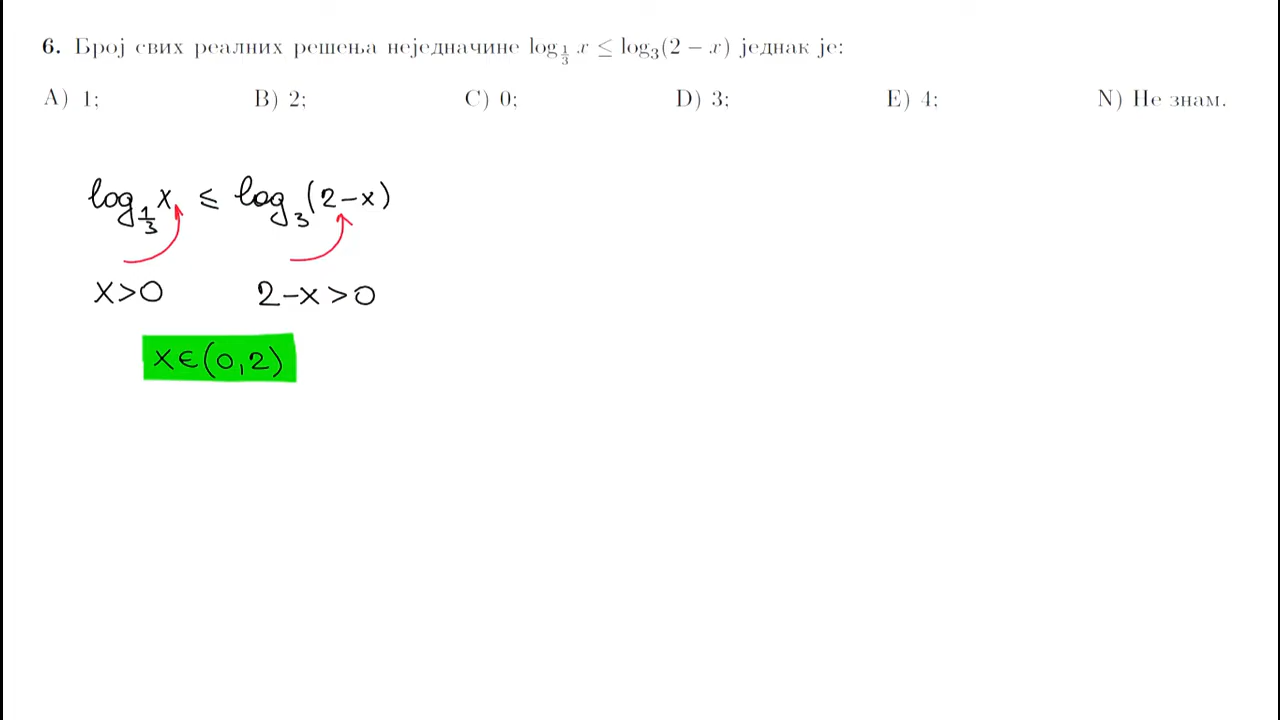 6. Број свих реалних решења неједначине log_{1/3} x ≤ log_3(2 − x) једнак је:
A) 1; B) 2; C) 0; D) 3; E) 4; N) Не знам.
log_{1/3} x ≤ log_3 (2−x)
x>0 2−x>0
x∈(0,2)